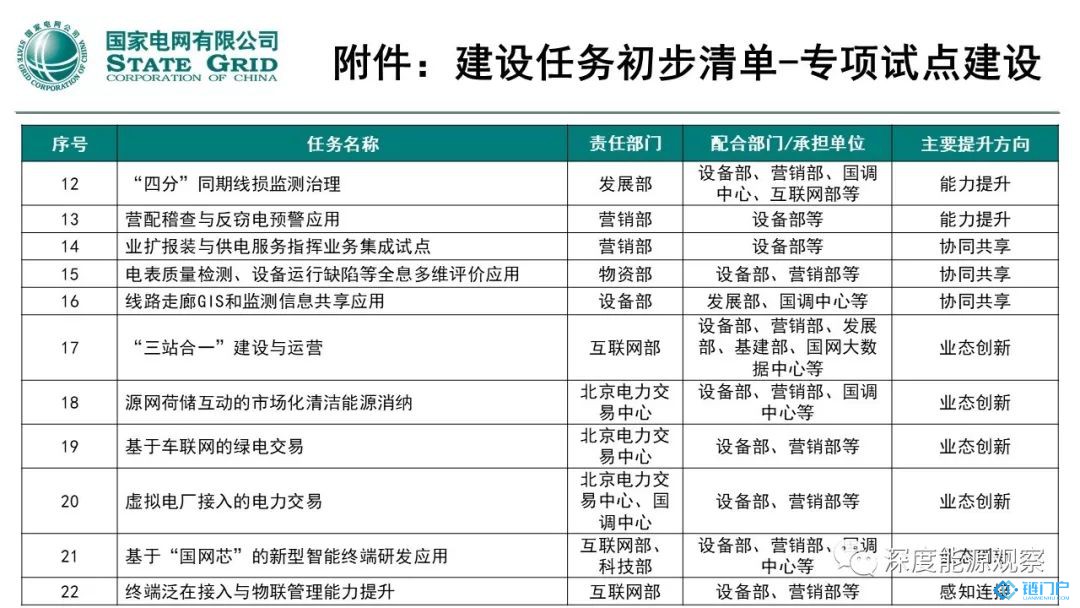 国家电网公司
STATE GRID CORPORATION OF CHINA
国家电网有限公司
STATE GRID
CORPORATION OF CHINA
附件：建设任务初步清单-专项试点建设
序号 任务名称 责任部门 配合部门/承担单位 主要提升方向
12 “四分”同期线损监测治理 发展部 设备部、营销部、国调
中心、互联网部等 能力提升
13 营配稽查与反窃电预警应用 营销部 设备部等 能力提升
14 业扩报装与供电服务指挥业务集成试点 营销部 设备部等 协同共享
15 电表质量检测、设备运行缺陷等全息多维评价应用 物资部 设备部、营销部等 协同共享
16 线路走廊GIS和监测信息共享应用 设备部 发展部、国调中心等 协同共享
17 “三站合一”建设与运营 互联网部 设备部、营销部、发展
部、基建部、国网大数
据中心等 业态创新
18 源网荷储互动的市场化清洁能源消纳 北京电力交
易中心 设备部、营销部、国调
中心等 业态创新
19 基于车联网的绿电交易 北京电力交
易中心 设备部、营销部等 业态创新
20 虚拟电厂接入的电力交易 北京电力交
易中心、国
调中心 设备部、营销部等 业态创新
21 基于“国网芯”的新型智能终端研发应用 互联网部、
科技部 设备部、营销部、国调
中心等
深度能源观察
22 终端泛在接入与物联管理能力提升 互联网部 设备部、营销部等 感知连接
链门户
LIANMENHU.COM